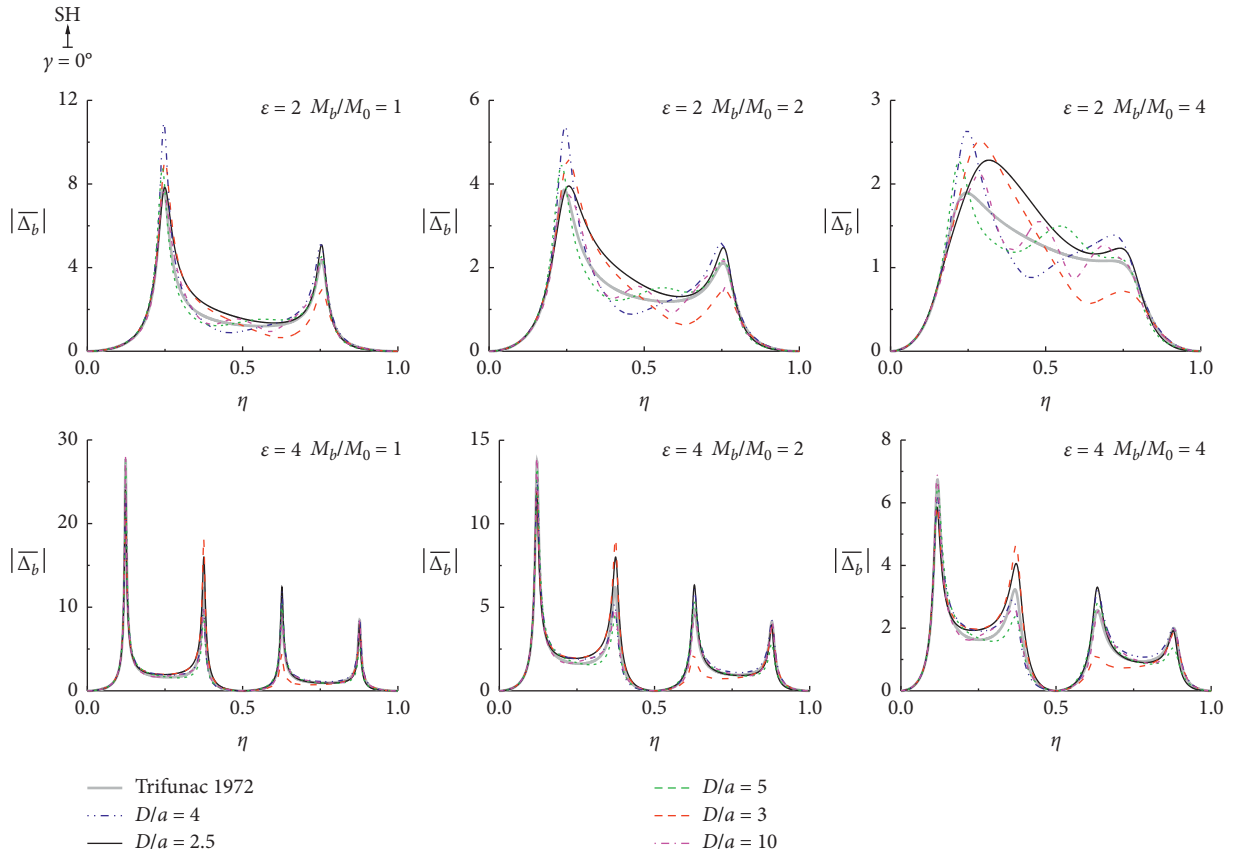 SH
γ = 0°
ε = 2 M_b/M_0 = 1
12
8
4
0
|Δ̅_b|
0.0 0.5 1.0
η
ε = 2 M_b/M_0 = 2
6
4
2
0
|Δ̅_b|
0.0 0.5 1.0
η
ε = 2 M_b/M_0 = 4
3
2
1
0
|Δ̅_b|
0.0 0.5 1.0
η
ε = 4 M_b/M_0 = 1
30
20
10
0
|Δ̅_b|
0.0 0.5 1.0
η
ε = 4 M_b/M_0 = 2
15
10
5
0
|Δ̅_b|
0.0 0.5 1.0
η
ε = 4 M_b/M_0 = 4
8
6
4
2
0
|Δ̅_b|
0.0 0.5 1.0
η
Trifunac 1972
D/a = 4
D/a = 2.5
D/a = 5
D/a = 3
D/a = 10